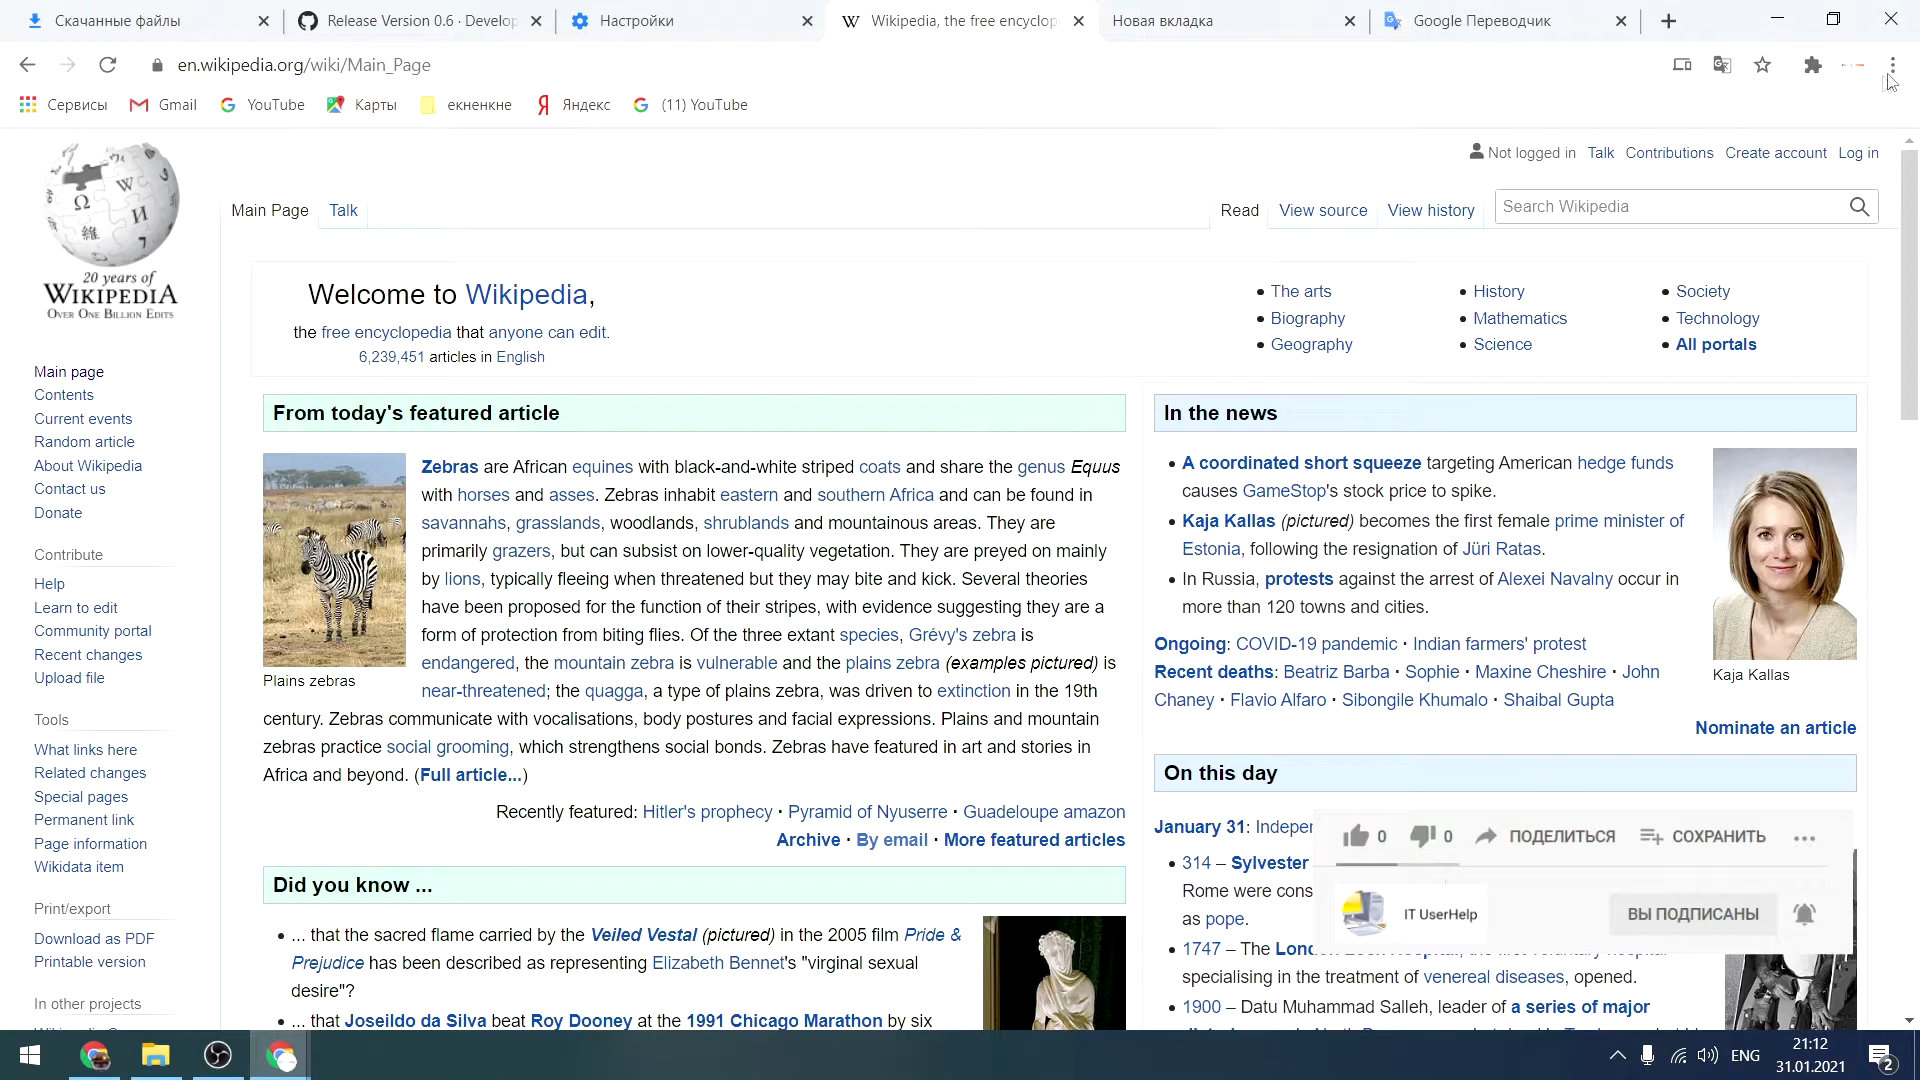 Скачанные файлы
Release Version 0.6 · Develop
Настройки
Wikipedia, the free encyclop
Новая вкладка
Google Переводчик
en.wikipedia.org/wiki/Main_Page
Сервисы
Gmail
YouTube
Карты
екненкне
Яндекс
(11) YouTube
Not logged in Talk Contributions Create account Log in
20 years of
WIKIPEDIA
OVER ONE BILLION EDITS
Main Page Talk
Read View source View history
Search Wikipedia
Welcome to Wikipedia,
the free encyclopedia that anyone can edit.
6,239,451 articles in English
The arts
Biography
Geography
History
Mathematics
Science
Society
Technology
All portals
Main page
Contents
Current events
Random article
About Wikipedia
Contact us
Donate
Contribute
Help
Learn to edit
Community portal
Recent changes
Upload file
Tools
What links here
Related changes
Special pages
Permanent link
Page information
Wikidata item
Print/export
Download as PDF
Printable version
In other projects
From today's featured article
Zebras are African equines with black-and-white striped coats and share the genus Equus
with horses and asses. Zebras inhabit eastern and southern Africa and can be found in
savannahs, grasslands, woodlands, shrublands and mountainous areas. They are
primarily grazers, but can subsist on lower-quality vegetation. They are preyed on mainly
by lions, typically fleeing when threatened but they may bite and kick. Several theories
have been proposed for the function of their stripes, with evidence suggesting they are a
form of protection from biting flies. Of the three extant species, Grévy's zebra is
endangered, the mountain zebra is vulnerable and the plains zebra (examples pictured) is
near-threatened; the quagga, a type of plains zebra, was driven to extinction in the 19th
century. Zebras communicate with vocalisations, body postures and facial expressions. Plains and mountain
zebras practice social grooming, which strengthens social bonds. Zebras have featured in art and stories in
Africa and beyond. (Full article...)
Plains zebras
Recently featured: Hitler's prophecy · Pyramid of Nyuserre · Guadeloupe amazon
Archive · By email · More featured articles
Did you know ...
... that the sacred flame carried by the Veiled Vestal (pictured) in the 2005 film Pride &
Prejudice has been described as representing Elizabeth Bennet's "virginal sexual
desire"?
... that Joseildo da Silva beat Roy Dooney at the 1991 Chicago Marathon by six
In the news
A coordinated short squeeze targeting American hedge funds
causes GameStop's stock price to spike.
Kaja Kallas (pictured) becomes the first female prime minister of
Estonia, following the resignation of Jüri Ratas.
In Russia, protests against the arrest of Alexei Navalny occur in
more than 120 towns and cities.
Kaja Kallas
Ongoing: COVID-19 pandemic · Indian farmers' protest
Recent deaths: Beatriz Barba · Sophie · Maxine Cheshire · John
Chaney · Flavio Alfaro · Sibongile Khumalo · Shaibal Gupta
Nominate an article
On this day
January 31: Indeper
314 – Sylvester
Rome were cons
as pope.
1747 – The
specialising in the treatment of venereal diseases, opened.
1900 – Datu Muhammad Salleh, leader of a series of major
0 0 ПОДЕЛИТЬСЯ СОХРАНИТЬ ...
IT UserHelp ВЫ ПОДПИСАНЫ
ENG
21:12
31.01.2021
2